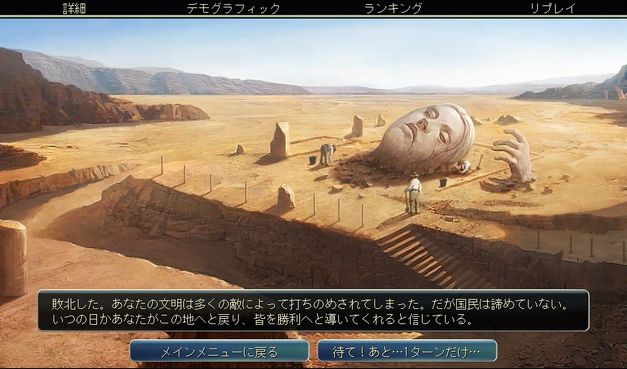 詳細
デモグラフィック
ランキング
リプレイ
敗北した。あなたの文明は多くの敵によって打ちのめされてしまった。だが国民は諦めていない。
いつの日かあなたがこの地へと戻り、皆を勝利へと導いてくれると信じている。
メインメニューに戻る
待て！あと…1ターンだけ…